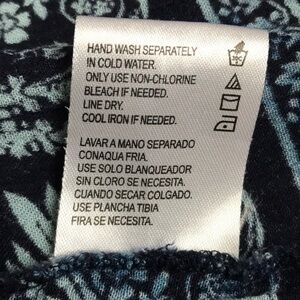 HAND WASH SEPARATELY
IN COLD WATER.
ONLY USE NON-CHLORINE
BLEACH IF NEEDED.
LINE DRY.
COOL IRON IF NEEDED.
LAVAR A MANO SEPARADO
CONAQUA FRIA.
USE SOLO BLANQUEADOR
SIN CLORO SE NECESITA.
CUANDO SECAR COLGADO.
USE PLANCHA TIBIA
FIRA SE NECESITA.